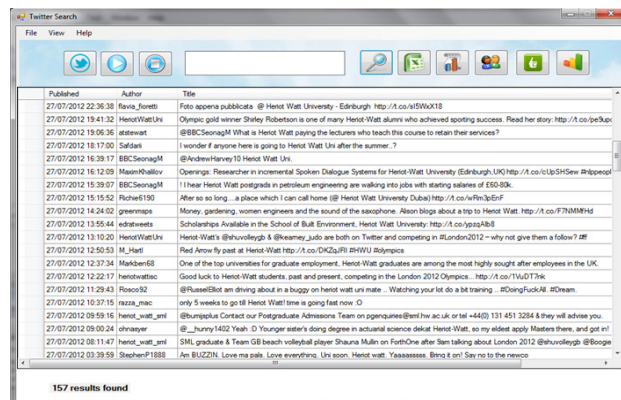 Twitter Search
File View Help
Published Author Title
27/07/2012 22:36:38 flavia_fioretti Foto appena pubblicata @ Heriot Watt University - Edinburgh http://t.co/sI5WxX18
27/07/2012 19:41:32 HeriotWattUni Olympic gold winner Shirley Robertson is one of many Heriot-Watt alumni who achieved sporting success. Read her story: http://t.co/pe9upc
27/07/2012 19:06:36 atstewart @BBCSeonagM What is Heriot Watt paying the lecturers who teach this course to retain their services?
27/07/2012 18:17:00 Safdarii I wonder if anyone here is going to Heriot Watt Uni after the summer..?
27/07/2012 16:39:17 BBCSeonagM @AndrewHarvey10 Heriot Watt Uni.
27/07/2012 16:12:09 MaximKhalilov Openings: Researcher in incremental Spoken Dialogue Systems for Heriot-Watt University (Edinburgh,UK) http://t.co/cUpSHSew #nlppeopl
27/07/2012 15:39:07 BBCSeonagM ! I hear Heriot Watt postgrads in petroleum engineering are walking into jobs with starting salaries of £60-80k.
27/07/2012 15:15:52 Richie6190 After so so long....a place which I can call home (@ Heriot Watt University Dubai) http://t.co/wRm3pEnF
27/07/2012 14:24:02 greenmaps Money, gardening, women engineers and the sound of the saxophone. Alison blogs about a trip to Heriot Watt. http://t.co/F7NMMfHd
27/07/2012 13:55:44 edratweets Scholarships Available in the School of Built Environment, Heriot Watt University: http://t.co/ypzqAlb8
27/07/2012 13:10:20 HeriotWattUni Heriot-Watt's @shuvolleygb & @kearney_judo are both on Twitter and competing in #London2012 – why not give them a follow? #ff
27/07/2012 12:50:53 M_Hartl Red Arrow fly past at Heriot-Watt http://t.co/DKZqJFII #HWU #olympics
27/07/2012 12:37:34 Markben68 One of the top universities for graduate employment, Heriot-Watt graduates are among the most highly sought after employees in the UK.
27/07/2012 12:22:17 heriotwattisc Good luck to Heriot-Watt students, past and present, competing in the London 2012 Olympics... http://t.co/1VuDT7nk
27/07/2012 11:29:43 Rosco92 @RusselElliot am driving about in a buggy on heriot watt uni mate .. Watching your lot do a bit training .. #DoingFuckAll. #Dream.
27/07/2012 10:37:15 razza_mac only 5 weeks to go till Heriot Watt! time is going fast now :O
27/07/2012 09:59:16 heriot_watt_sml @bumjsplus Contact our Postgraduate Admissions Team on pgenquiries@sml.hw.ac.uk or tel +44(0) 131 451 3284 & they will advise you.
27/07/2012 09:00:24 ohnasyer @__hunny1402 Yeah :D Younger sister's doing degree in actuarial science dekat Heriot-Watt, so my eldest apply Masters there, and got in!
27/07/2012 08:11:47 heriot_watt_sml SML graduate & Team GB beach volleyball player Shauna Mullin on ForthOne after 9am talking about London 2012 @shuvolleygb @Boogie
27/07/2012 03:39:59 StephenP1888 Am BUZZIN. Love ma pals. Love everything. Uni soon. Heriot watt. Yaaaasssss. Bring it on! Say no to the newco
157 results found